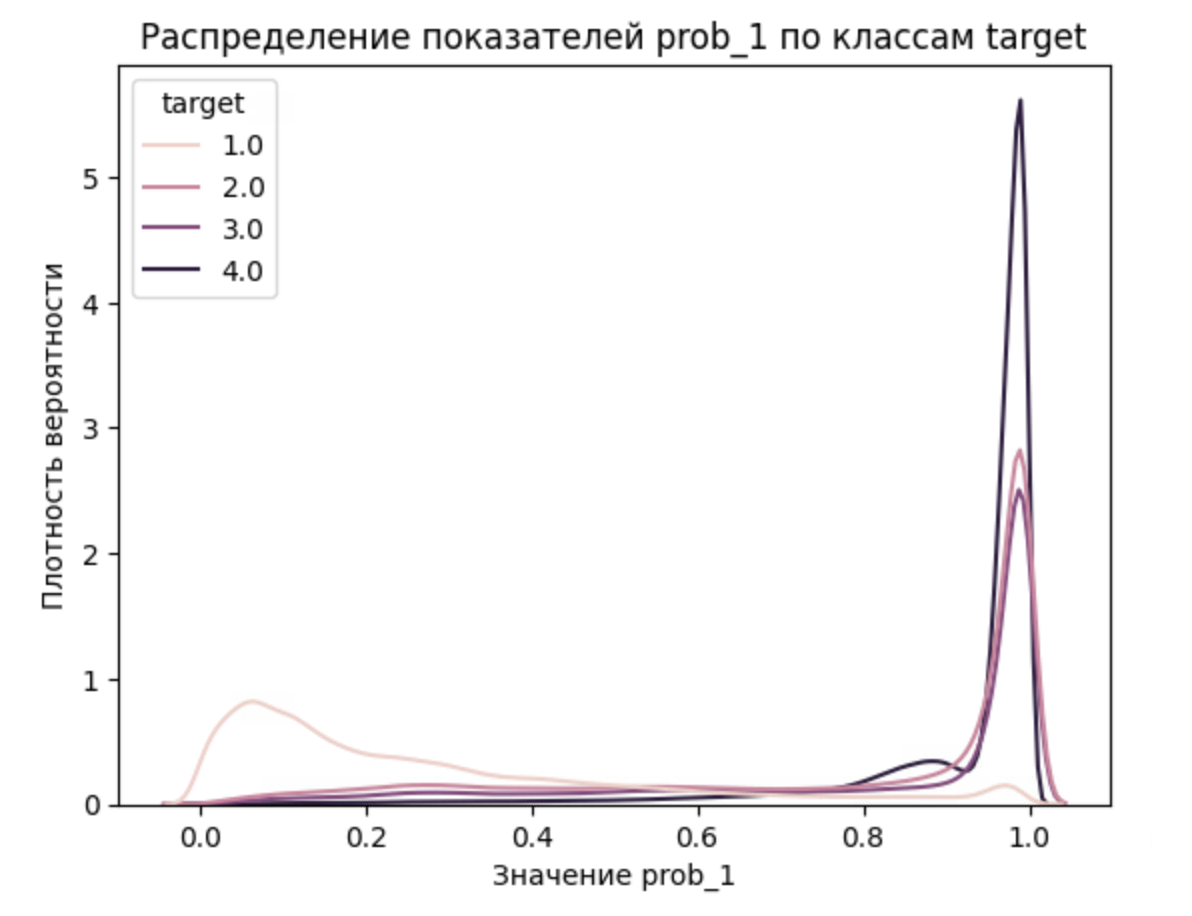 Распределение показателей prob_1 по классам target
target
1.0
2.0
3.0
4.0
Плотность вероятности
5
4
3
2
1
0
0.0 0.2 0.4 0.6 0.8 1.0
Значение prob_1